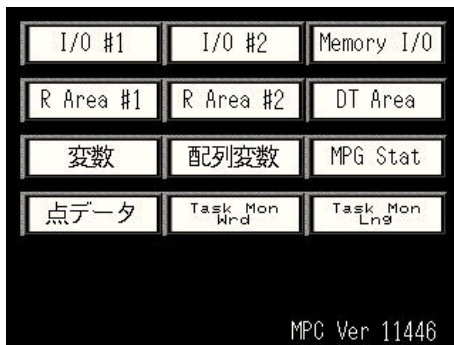 I/O #1 I/O #2 Memory I/O
R Area #1 R Area #2 DT Area
変数 配列変数 MPG Stat
点データ Task Mon Wrd Task Mon Lng
MPC Ver 11446